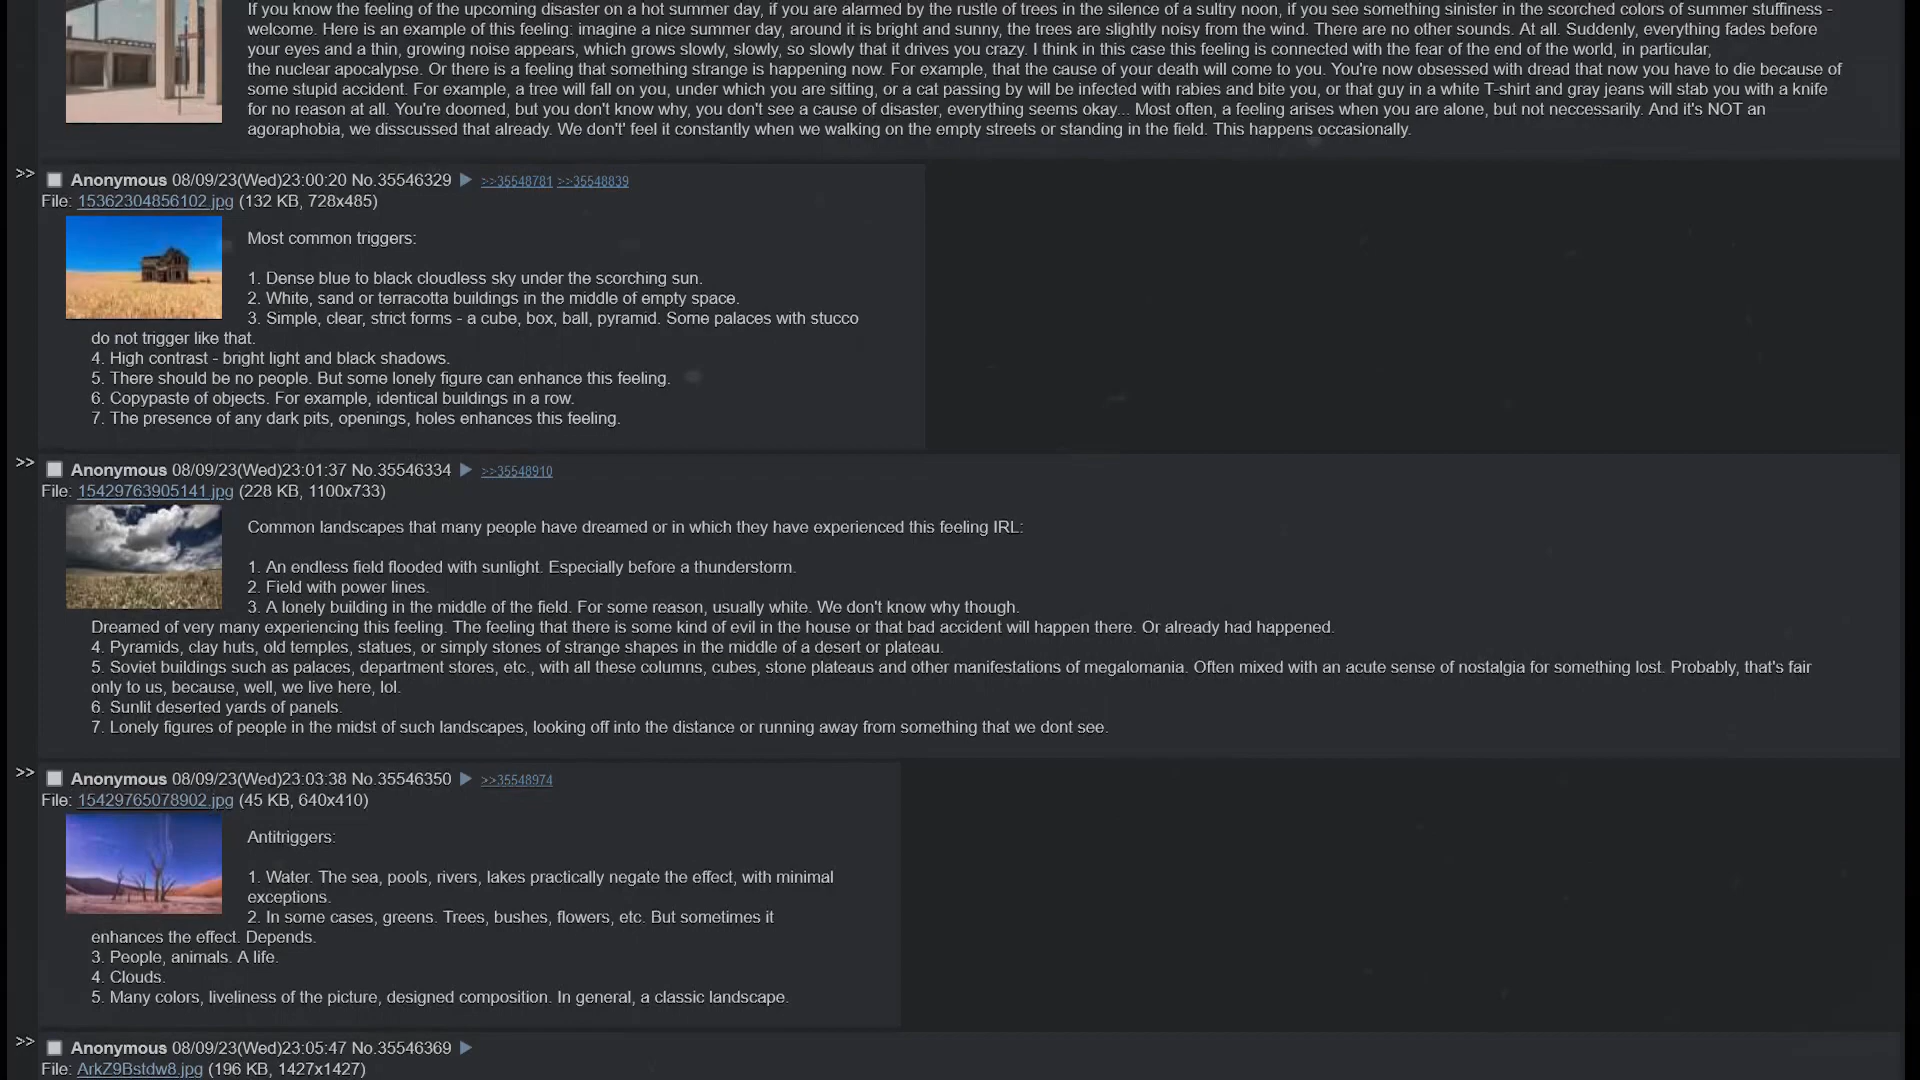 If you know the feeling of the upcoming disaster on a hot summer day, if you are alarmed by the rustle of trees in the silence of a sultry noon, if you see something sinister in the scorched colors of summer stuffiness -
welcome. Here is an example of this feeling: imagine a nice summer day, around it is bright and sunny, the trees are slightly noisy from the wind. There are no other sounds. At all. Suddenly, everything fades before
your eyes and a thin, growing noise appears, which grows slowly, slowly, so slowly that it drives you crazy. I think in this case this feeling is connected with the fear of the end of the world, in particular,
the nuclear apocalypse. Or there is a feeling that something strange is happening now. For example, that the cause of your death will come to you. You're now obsessed with dread that now you have to die because of
some stupid accident. For example, a tree will fall on you, under which you are sitting, or a cat passing by will be infected with rabies and bite you, or that guy in a white T-shirt and gray jeans will stab you with a knife
for no reason at all. You're doomed, but you don't know why, you don't see a cause of disaster, everything seems okay... Most often, a feeling arises when you are alone, but not neccessarily. And it's NOT an
agoraphobia, we disscussed that already. We don't' feel it constantly when we walking on the empty streets or standing in the field. This happens occasionally.
>> Anonymous 08/09/23(Wed)23:00:20 No.35546329 ▶ >>35548781 >>35548839
File: 15362304856102.jpg (132 KB, 728x485)
Most common triggers:
1. Dense blue to black cloudless sky under the scorching sun.
2. White, sand or terracotta buildings in the middle of empty space.
3. Simple, clear, strict forms - a cube, box, ball, pyramid. Some palaces with stucco
do not trigger like that.
4. High contrast - bright light and black shadows.
5. There should be no people. But some lonely figure can enhance this feeling.
6. Copypaste of objects. For example, identical buildings in a row.
7. The presence of any dark pits, openings, holes enhances this feeling.
>> Anonymous 08/09/23(Wed)23:01:37 No.35546334 ▶ >>35548910
File: 15429763905141.jpg (228 KB, 1100x733)
Common landscapes that many people have dreamed or in which they have experienced this feeling IRL:
1. An endless field flooded with sunlight. Especially before a thunderstorm.
2. Field with power lines.
3. A lonely building in the middle of the field. For some reason, usually white. We don't know why though.
Dreamed of very many experiencing this feeling. The feeling that there is some kind of evil in the house or that bad accident will happen there. Or already had happened.
4. Pyramids, clay huts, old temples, statues, or simply stones of strange shapes in the middle of a desert or plateau.
5. Soviet buildings such as palaces, department stores, etc., with all these columns, cubes, stone plateaus and other manifestations of megalomania. Often mixed with an acute sense of nostalgia for something lost. Probably, that's fair
only to us, because, well, we live here, lol.
6. Sunlit deserted yards of panels.
7. Lonely figures of people in the midst of such landscapes, looking off into the distance or running away from something that we dont see.
>> Anonymous 08/09/23(Wed)23:03:38 No.35546350 ▶ >>35548974
File: 15429765078902.jpg (45 KB, 640x410)
Antitriggers:
1. Water. The sea, pools, rivers, lakes practically negate the effect, with minimal
exceptions.
2. In some cases, greens. Trees, bushes, flowers, etc. But sometimes it
enhances the effect. Depends.
3. People, animals. A life.
4. Clouds.
5. Many colors, liveliness of the picture, designed composition. In general, a classic landscape.
>> Anonymous 08/09/23(Wed)23:05:47 No.35546369 ▶
File: ArkZ9Bstdw8.jpg (196 KB, 1427x1427)